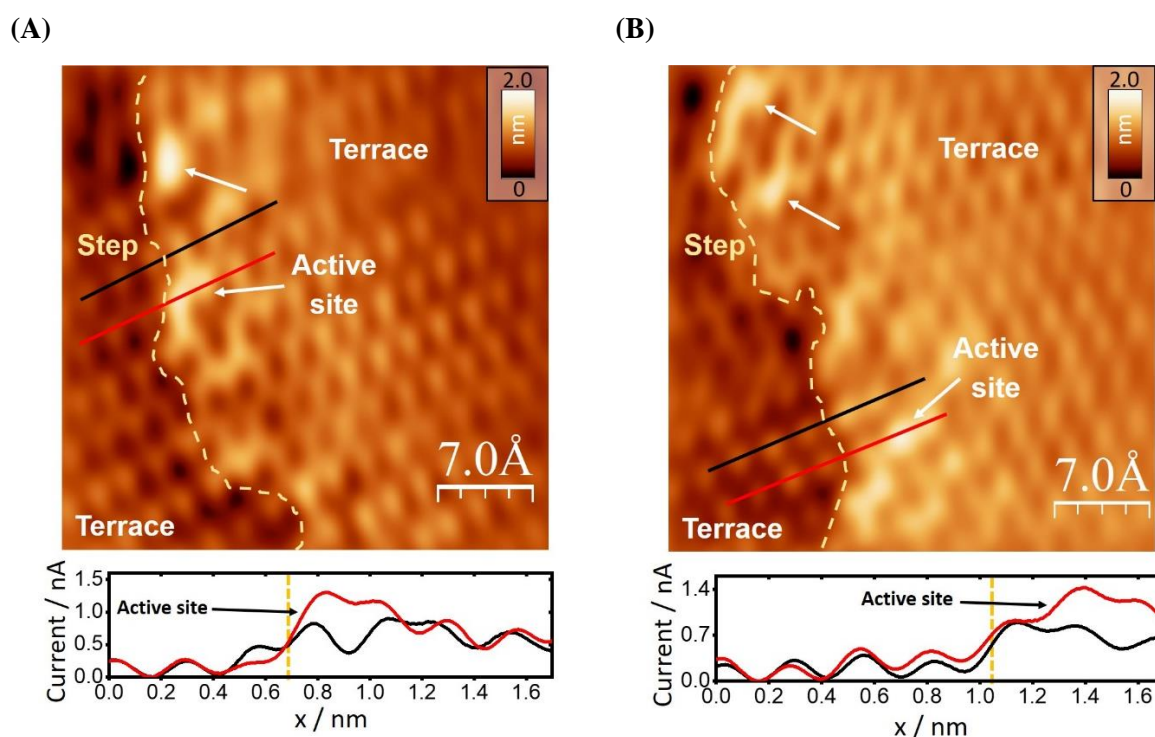 (A)
2.0
nm
0
Terrace
Step
Active
site
7.0Å
Terrace
1.5
1.0
0.5
0.0
Current / nA
Active site
0.0 0.2 0.4 0.6 0.8 1.0 1.2 1.4 1.6
x / nm
(B)
2.0
nm
0
Terrace
Step
Active
site
7.0Å
Terrace
1.4
0.7
0.0
Current / nA
Active site
0.0 0.2 0.4 0.6 0.8 1.0 1.2 1.4 1.6
x / nm